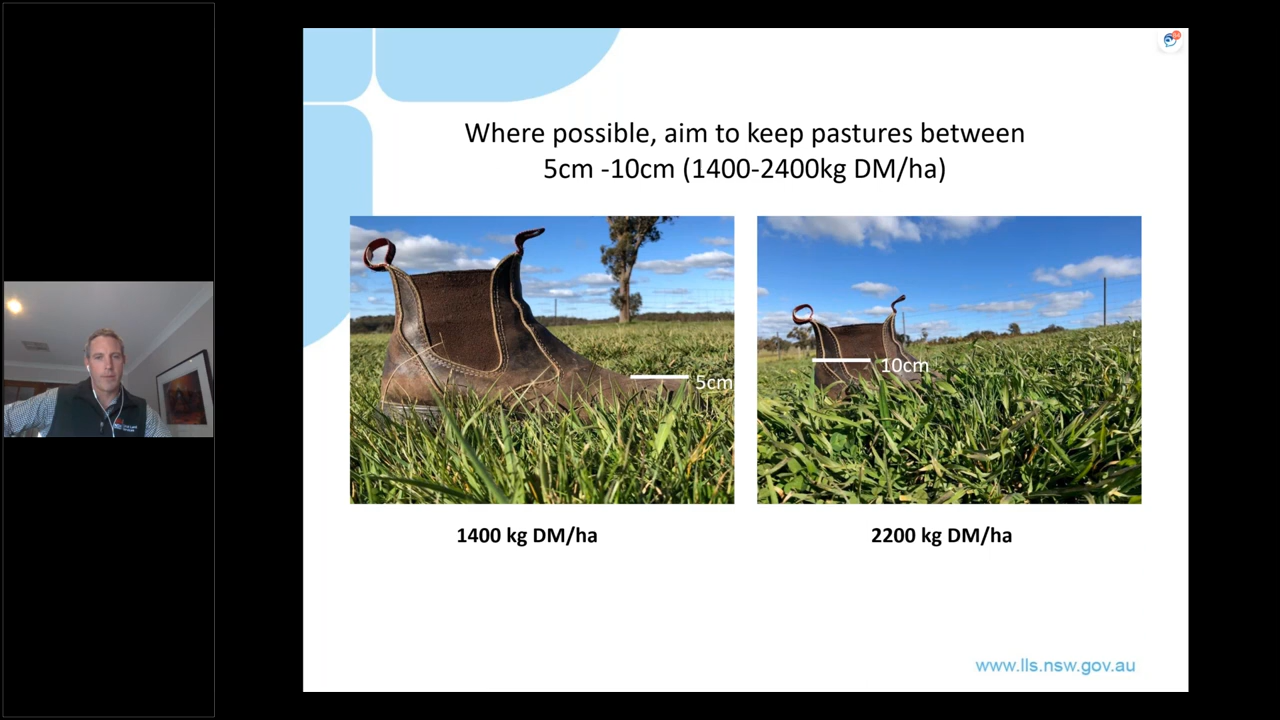 Where possible, aim to keep pastures between
5cm -10cm (1400-2400kg DM/ha)
5cm
10cm
1400 kg DM/ha
2200 kg DM/ha
www.lls.nsw.gov.au